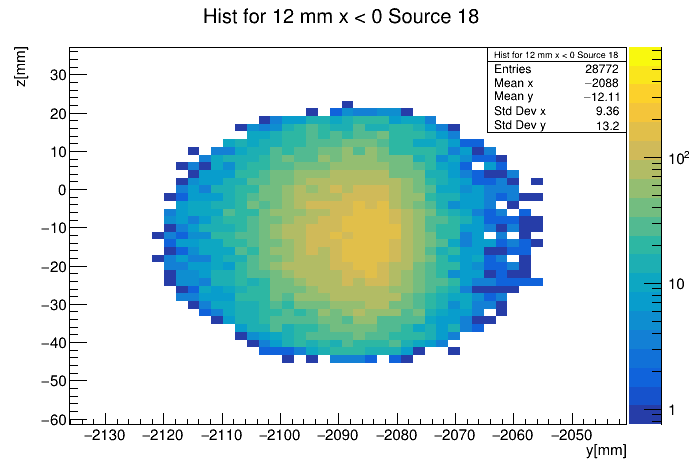 Hist for 12 mm x < 0 Source 18
z[mm]
Hist for 12 mm x < 0 Source 18
Entries 28772
Mean x −2088
Mean y −12.11
Std Dev x 9.36
Std Dev y 13.2
30
20
10
0
−10
−20
−30
−40
−50
−60
−2130 −2120 −2110 −2100 −2090 −2080 −2070 −2060 −2050
y[mm]
10²
10
1